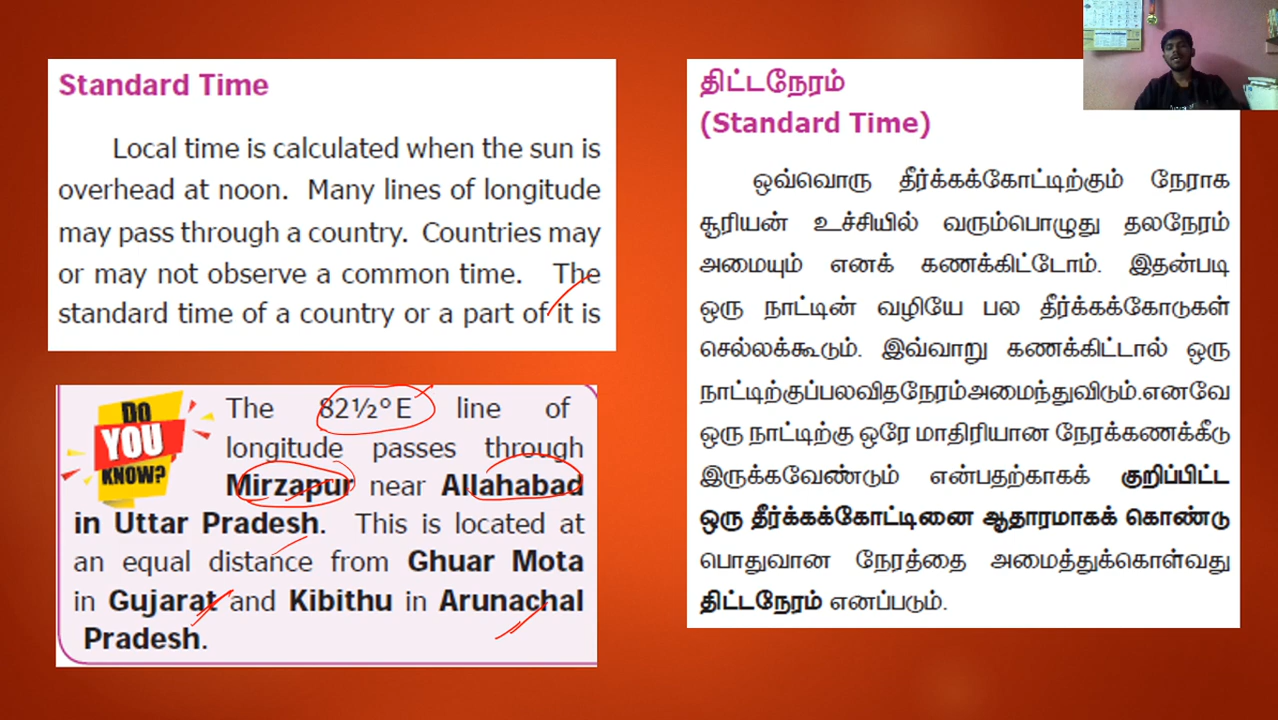 Standard Time
Local time is calculated when the sun is
overhead at noon. Many lines of longitude
may pass through a country. Countries may
or may not observe a common time. The
standard time of a country or a part of it is
DO
YOU
KNOW?
The 82½° E line of
longitude passes through
Mirzapur near Allahabad
in Uttar Pradesh. This is located at
an equal distance from Ghuar Mota
in Gujarat and Kibithu in Arunachal
Pradesh.
திட்டநேரம்
(Standard Time)
ஒவ்வொரு தீர்க்கக்கோட்டிற்கும் நேராக
சூரியன் உச்சியில் வரும்பொழுது தலநேரம்
அமையும் எனக் கணக்கிட்டோம். இதன்படி
ஒரு நாட்டின் வழியே பல தீர்க்கக்கோடுகள்
செல்லக்கூடும். இவ்வாறு கணக்கிட்டால் ஒரு
நாட்டிற்குப்பலவிதநேரம்அமைந்துவிடும்.எனவே
ஒரு நாட்டிற்கு ஒரே மாதிரியான நேரக்கணக்கீடு
இருக்கவேண்டும் என்பதற்காகக் குறிப்பிட்ட
ஒரு தீர்க்கக்கோட்டினை ஆதாரமாகக் கொண்டு
பொதுவான நேரத்தை அமைத்துக்கொள்வது
திட்டநேரம் எனப்படும்.